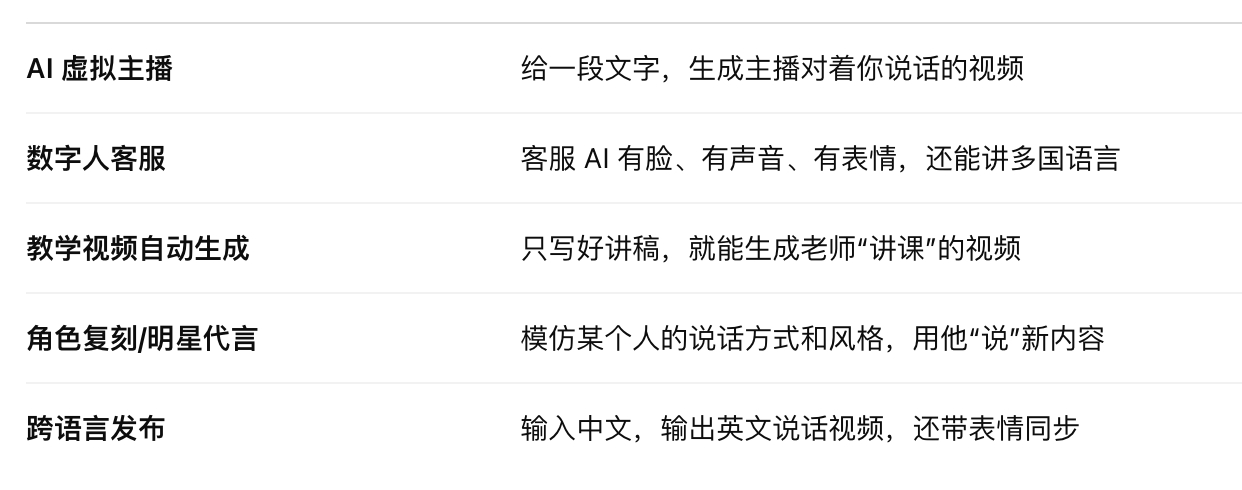 AI 虚拟主播 给一段文字，生成主播对着你说话的视频
数字人客服 客服 AI 有脸、有声音、有表情，还能讲多国语言
教学视频自动生成 只写好讲稿，就能生成老师“讲课”的视频
角色复刻/明星代言 模仿某个人的说话方式和风格，用他“说”新内容
跨语言发布 输入中文，输出英文说话视频，还带表情同步